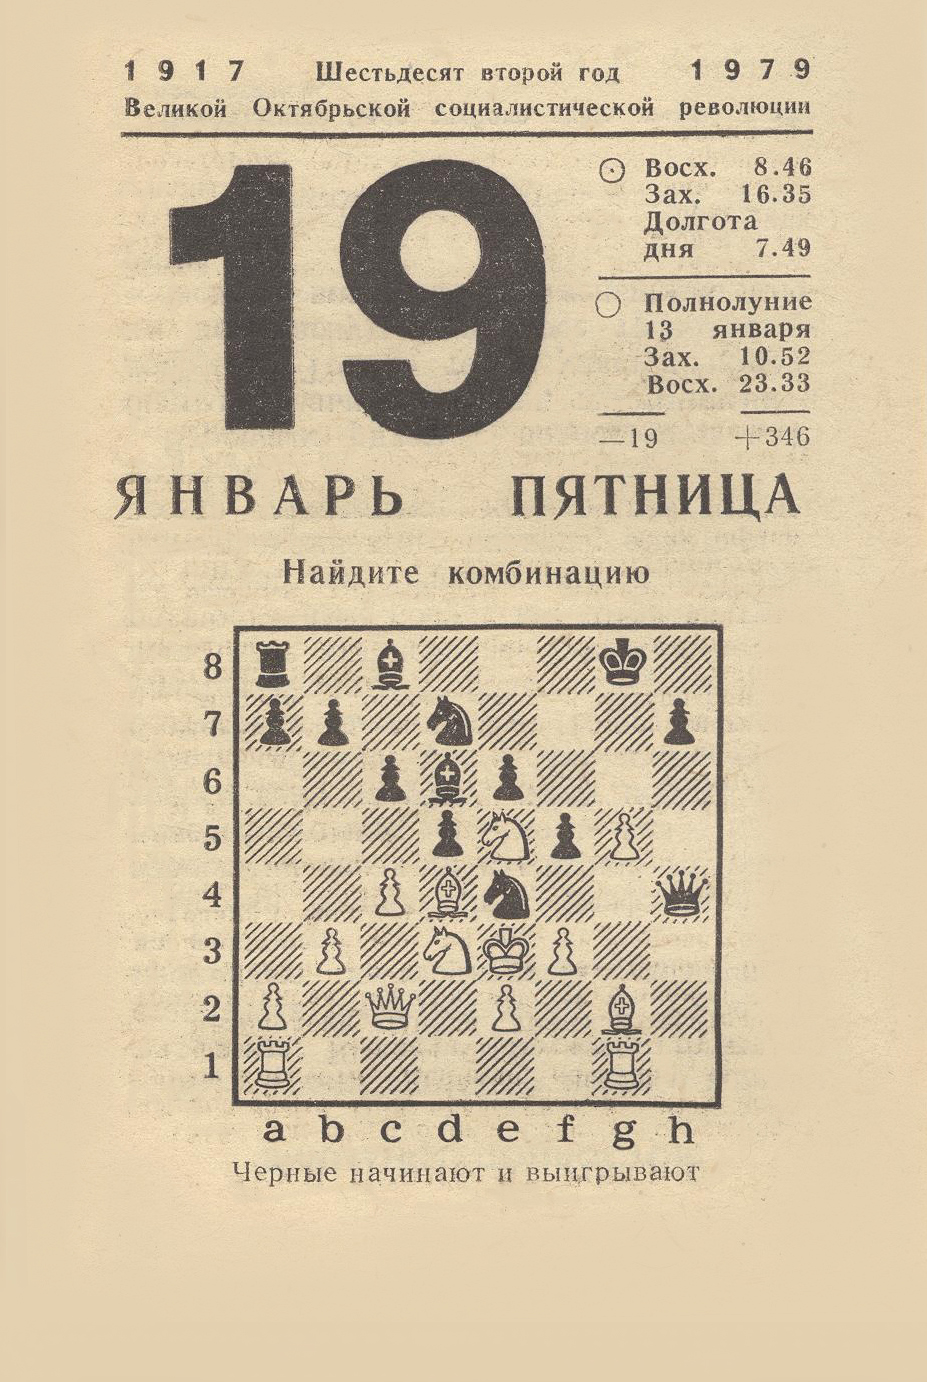 1917 Шестьдесят второй год 1979
Великой Октябрьской социалистической революции
19
Восх. 8.46
Зах. 16.35
Долгота
дня 7.49
Полнолуние
13 января
Зах. 10.52
Восх. 23.33
—19 +346
ЯНВАРЬ ПЯТНИЦА
Найдите комбинацию
8
7
6
5
4
3
2
1
a b c d e f g h
Черные начинают и выигрывают